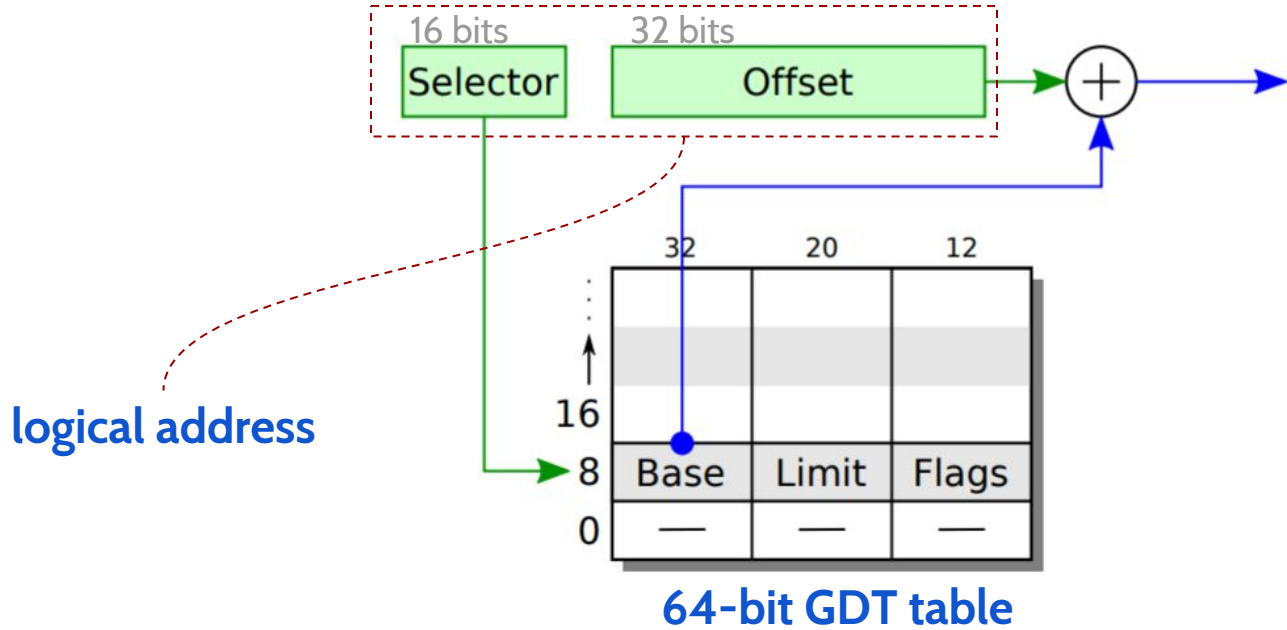 16 bits 32 bits
Selector Offset
32 20 12
16
logical address
8 Base Limit Flags
0 — — —
64-bit GDT table